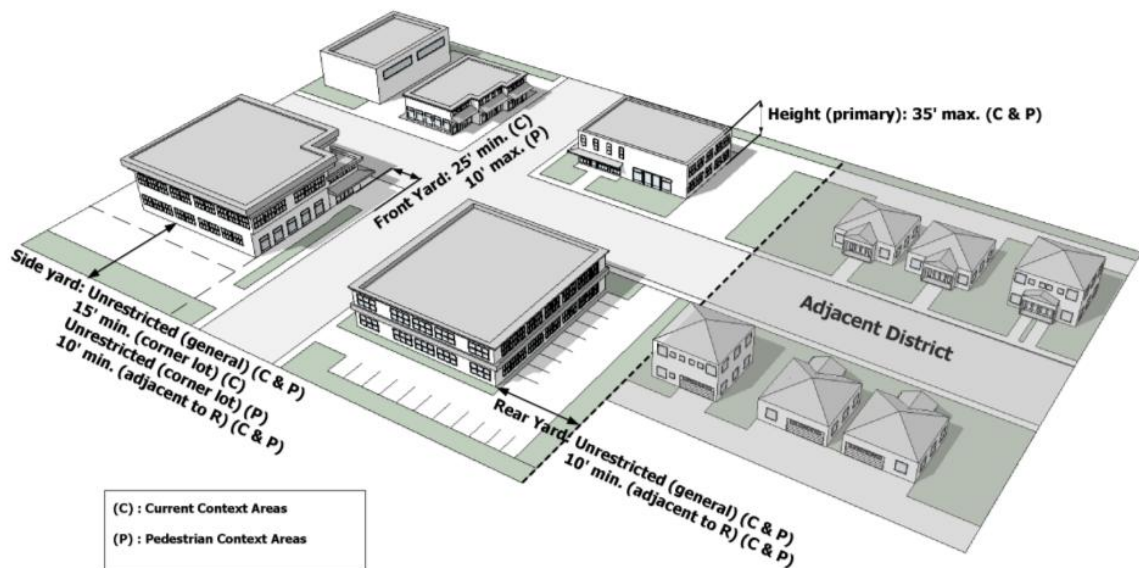 Height (primary): 35' max. (C & P)
Front Yard: 25' min. (C)
10' max. (P)
Side yard: Unrestricted (general) (C & P)
15' min. (corner lot) (C)
Unrestricted (corner lot) (P)
10' min. (adjacent to R) (C & P)
Adjacent District
Rear Yard: Unrestricted (general) (C & P)
10' min. (adjacent to R) (C & P)
(C) : Current Context Areas
(P) : Pedestrian Context Areas